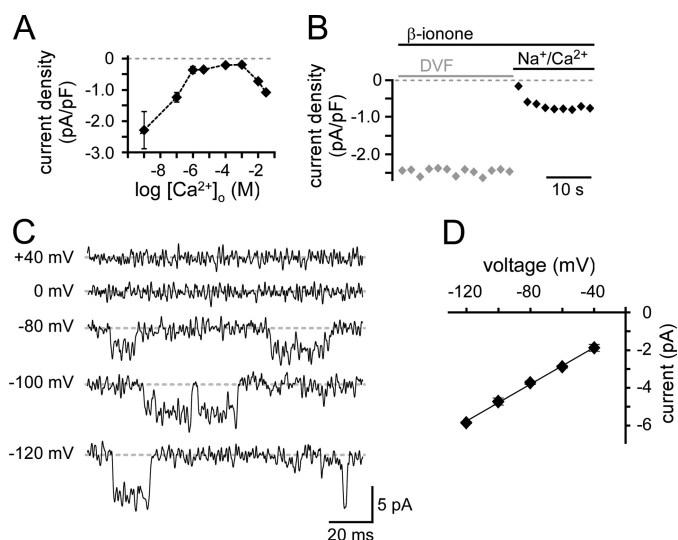 A
current density
(pA/pF)
0
-1.0
-2.0
-3.0
-8 -6 -4 -2
log [Ca²⁺]ₒ (M)
B
β-ionone
DVF
Na⁺/Ca²⁺
current density
(pA/pF)
0
-1.0
-2.0
10 s
C
+40 mV
0 mV
-80 mV
-100 mV
-120 mV
5 pA
20 ms
D
voltage (mV)
-120 -80 -40
0
-2
-4
-6
current (pA)